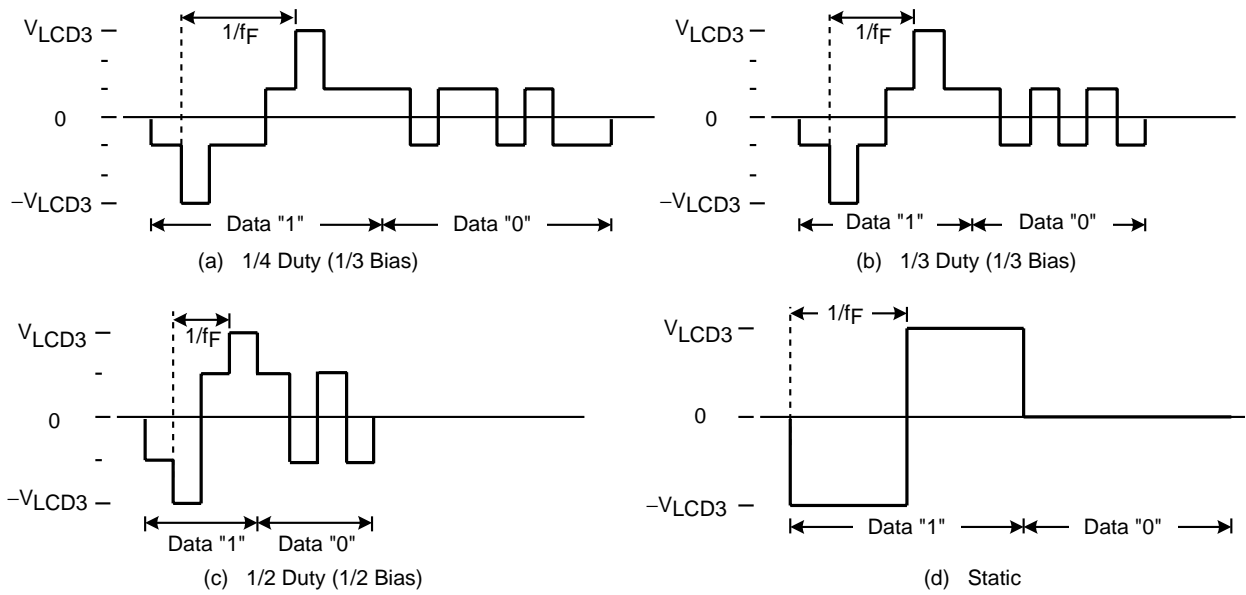 VLCD3
1/fF
0
−VLCD3
Data "1"
Data "0"
(a) 1/4 Duty (1/3 Bias)
VLCD3
1/fF
0
−VLCD3
Data "1"
Data "0"
(b) 1/3 Duty (1/3 Bias)
VLCD3
1/fF
0
−VLCD3
Data "1"
Data "0"
(c) 1/2 Duty (1/2 Bias)
VLCD3
1/fF
0
−VLCD3
Data "1"
Data "0"
(d) Static